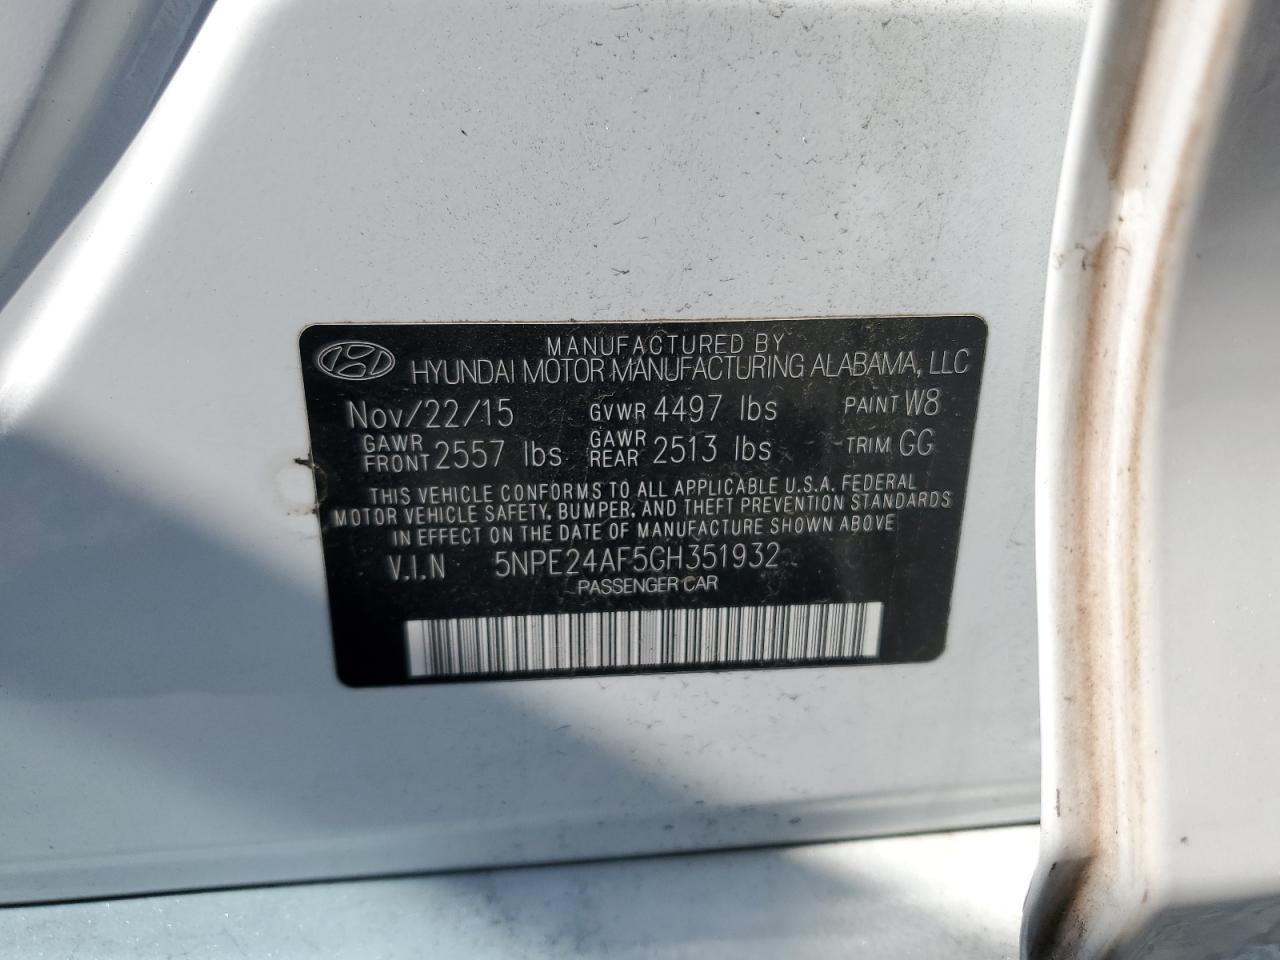 MANUFACTURED BY
HYUNDAI MOTOR MANUFACTURING ALABAMA, LLC
Nov/22/15 GVWR 4497 lbs PAINT W8
GAWR FRONT 2557 lbs GAWR REAR 2513 lbs TRIM GG
THIS VEHICLE CONFORMS TO ALL APPLICABLE U.S.A. FEDERAL
MOTOR VEHICLE SAFETY, BUMPER, AND THEFT PREVENTION STANDARDS
IN EFFECT ON THE DATE OF MANUFACTURE SHOWN ABOVE
V.I.N 5NPE24AF5GH351932
PASSENGER CAR